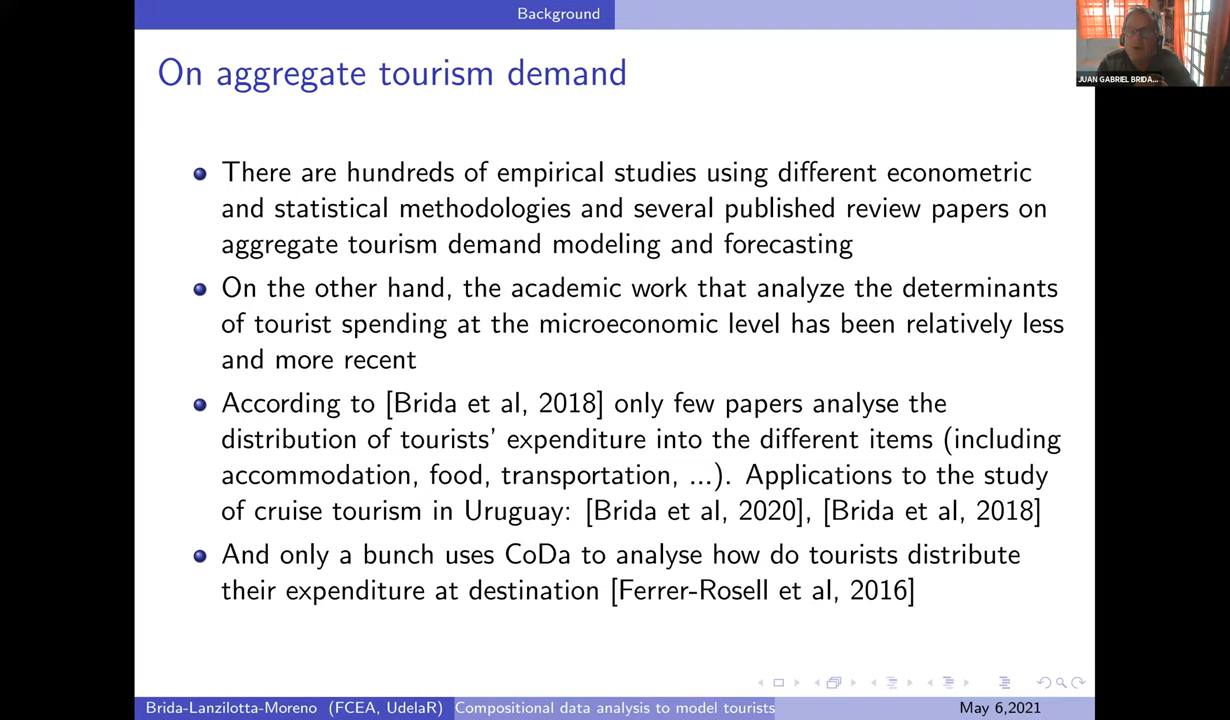 Background
JUAN GABRIEL BRIDA...
On aggregate tourism demand
There are hundreds of empirical studies using different econometric
and statistical methodologies and several published review papers on
aggregate tourism demand modeling and forecasting
On the other hand, the academic work that analyze the determinants
of tourist spending at the microeconomic level has been relatively less
and more recent
According to [Brida et al, 2018] only few papers analyse the
distribution of tourists' expenditure into the different items (including
accommodation, food, transportation, ...). Applications to the study
of cruise tourism in Uruguay: [Brida et al, 2020], [Brida et al, 2018]
And only a bunch uses CoDa to analyse how do tourists distribute
their expenditure at destination [Ferrer-Rosell et al, 2016]
Brida-Lanzilotta-Moreno (FCEA, UdelaR) Compositional data analysis to model tourists May 6,2021